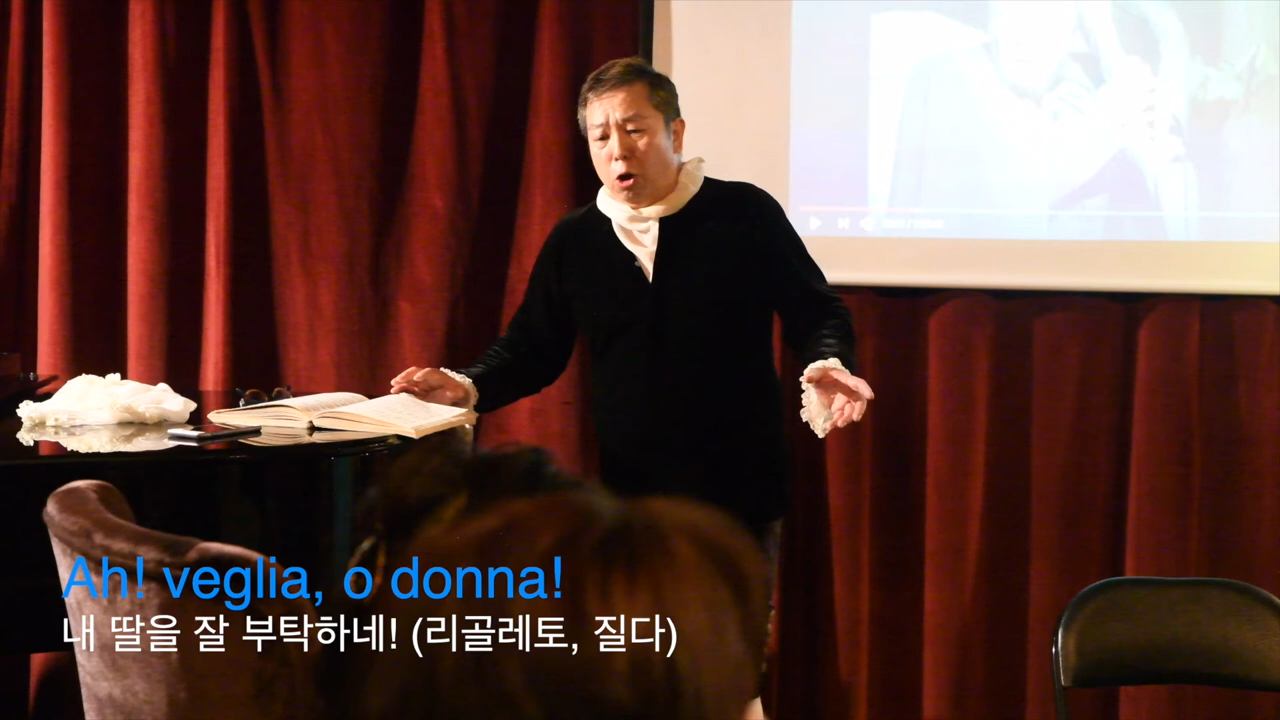 Ah! veglia, o donna!
내 딸을 잘 부탁하네! (리골레토, 질다)